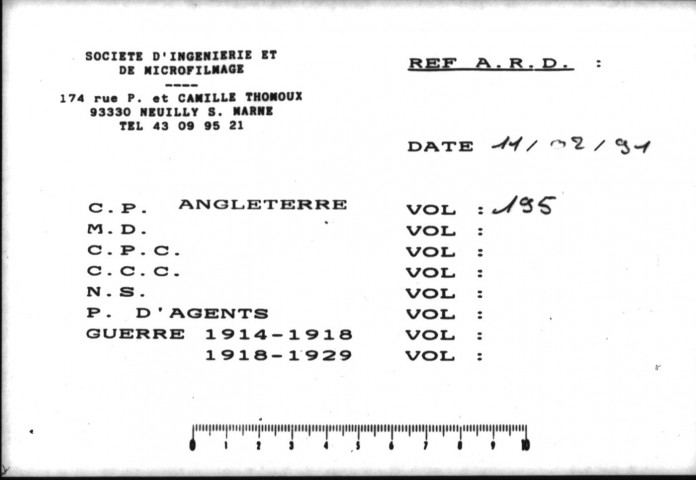 SOCIETE D'INGENIERIE ET
DE MICROFILMAGE
----
174 rue P. et CAMILLE THOMOUX
93330 NEUILLY S. MARNE
TEL 43 09 95 21
REF A.R.D. :
DATE 11/02/91
C.P. ANGLETERRE VOL : 195
M.D. VOL :
C.P.C. VOL :
C.C.C. VOL :
N.S. VOL :
P. D'AGENTS VOL :
GUERRE 1914-1918 VOL :
1918-1929 VOL :
0 1 2 3 4 5 6 7 8 9 10